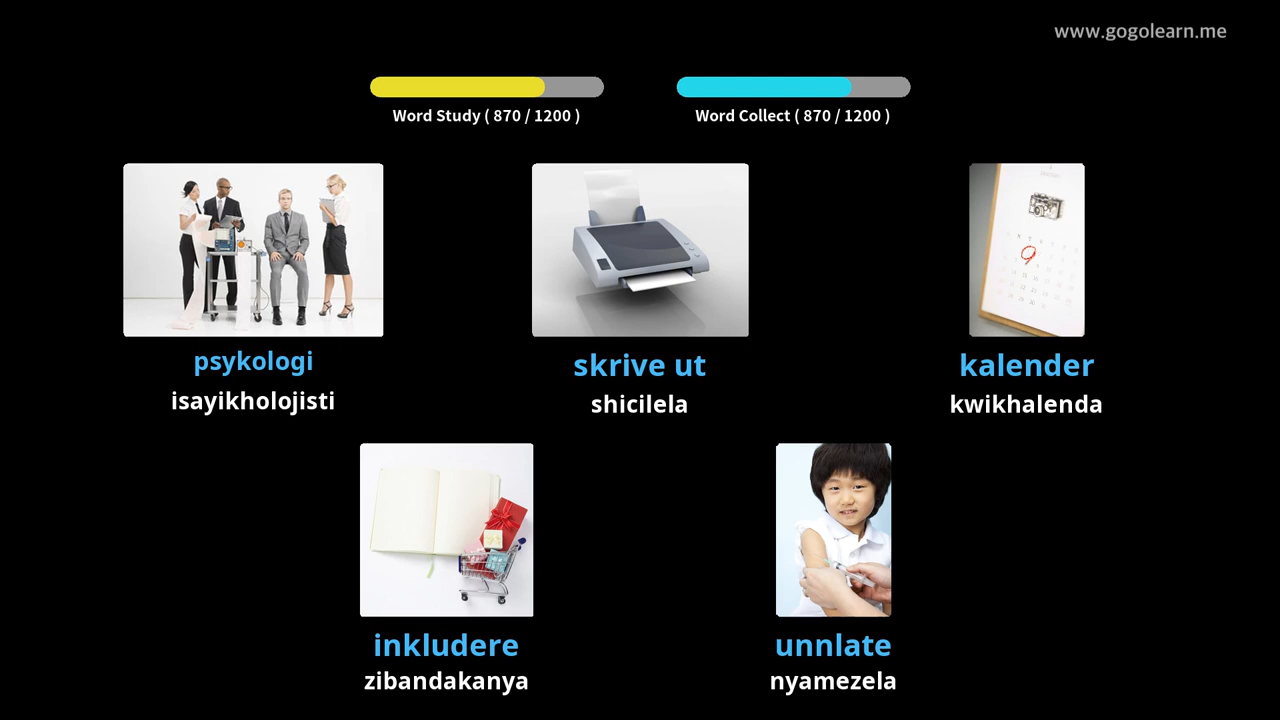 www.gogolearn.me
Word Study ( 870 / 1200 )
Word Collect ( 870 / 1200 )
psykologi
isayikholojisti
skrive ut
shicilela
kalender
kwikhalenda
inkludere
zibandakanya
unnlate
nyamezela